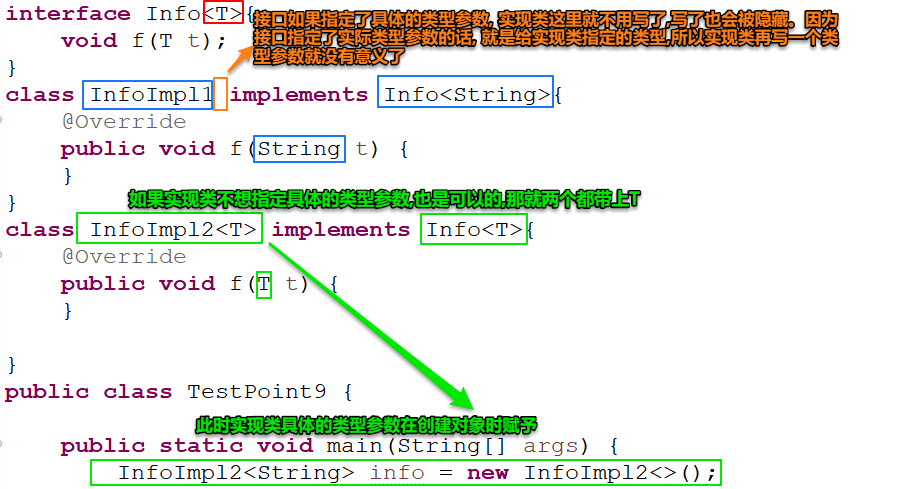 interface Info<T>{
void f(T t);
}
接口如果指定了具体的类型参数, 实现类这里就不用写了,写了也会被隐藏。因为
接口指定了实际类型参数的话, 就是给实现类指定的类型,所以实现类再写一个类
型参数就没有意义了
class InfoImpl1 implements Info<String>{
@Override
public void f(String t) {
}
}
如果实现类不想指定具体的类型参数,也是可以的,那就两个都带上T
class InfoImpl2<T> implements Info<T>{
@Override
public void f(T t) {
}
}
public class TestPoint9 {
此时实现类具体的类型参数在创建对象时赋予
public static void main(String[] args) {
InfoImpl2<String> info = new InfoImpl2<>();